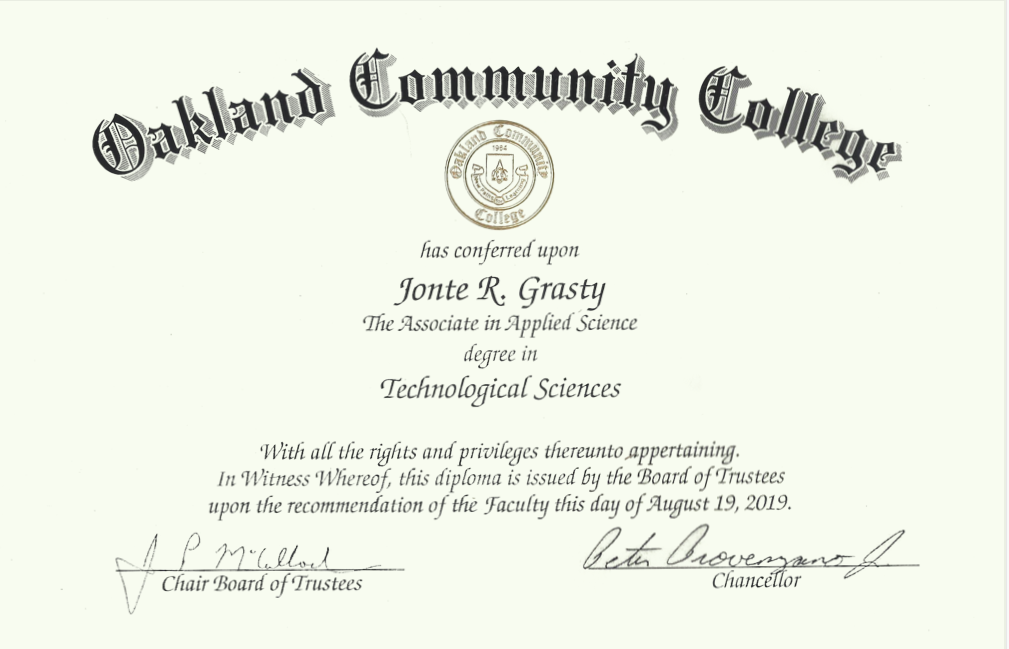 Oakland Community College
Oakland Community
1964
College
has conferred upon
Jonte R. Grasty
The Associate in Applied Science
degree in
Technological Sciences
With all the rights and privileges thereunto appertaining.
In Witness Whereof, this diploma is issued by the Board of Trustees
upon the recommendation of the Faculty this day of August 19, 2019.
J P McCulloch
Peter Provenzano Jr.
Chair Board of Trustees
Chancellor